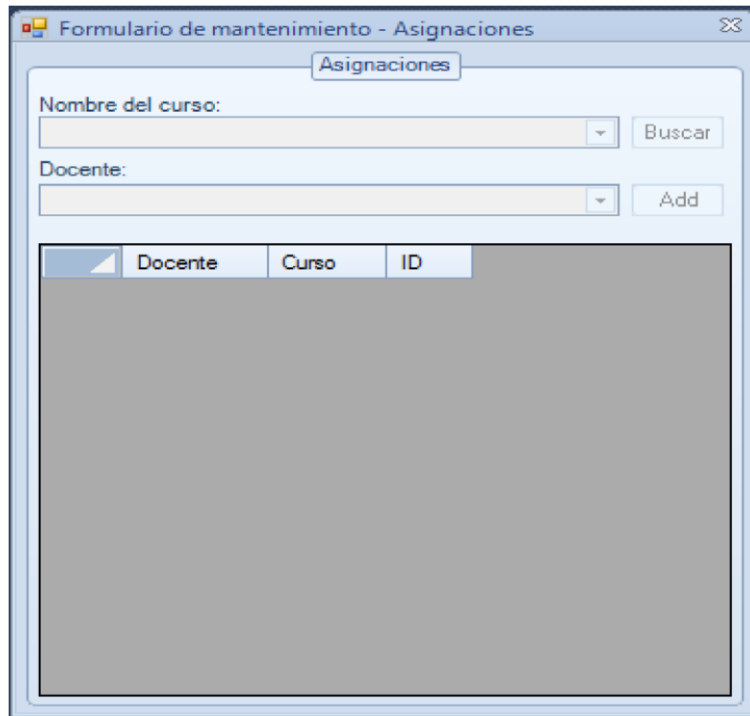 Formulario de mantenimiento - Asignaciones
Asignaciones
Nombre del curso:
Buscar
Docente:
Add
Docente Curso ID